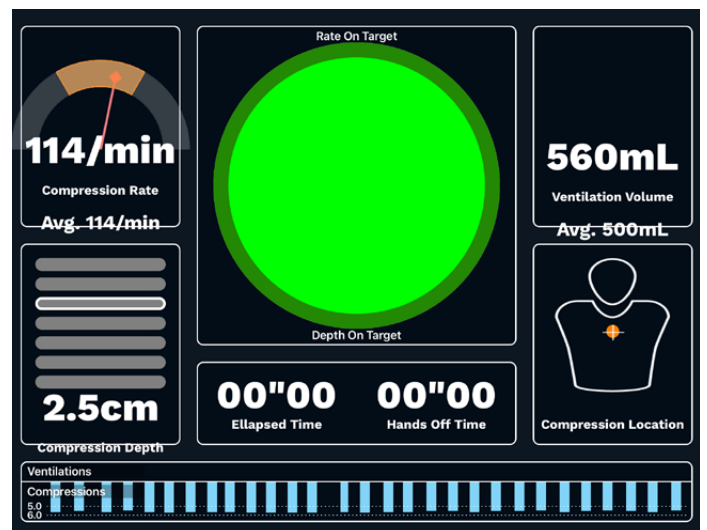 114/min
Compression Rate
Avg. 114/min
Rate On Target
Depth On Target
560mL
Ventilation Volume
Avg. 500mL
2.5cm
Compression Depth
00"00
Ellapsed Time
00"00
Hands Off Time
Compression Location
Ventilations
Compressions
5.0
6.0